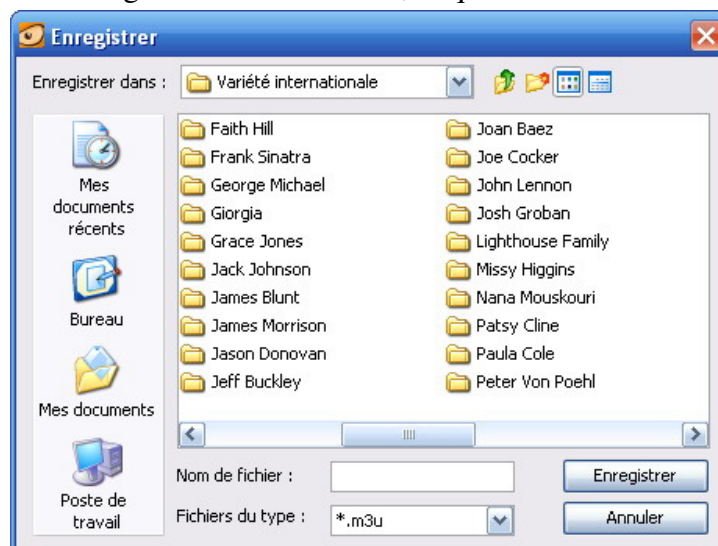 Enregistrer
Enregistrer dans :
Variété internationale
Mes
documents
récents
Bureau
Mes documents
Poste de
travail
Faith Hill
Frank Sinatra
George Michael
Giorgia
Grace Jones
Jack Johnson
James Blunt
James Morrison
Jason Donovan
Jeff Buckley
Joan Baez
Joe Cocker
John Lennon
Josh Groban
Lighthouse Family
Missy Higgins
Nana Mouskouri
Patsy Cline
Paula Cole
Peter Von Poehl
Nom de fichier :
Enregistrer
Fichiers du type :
*.m3u
Annuler